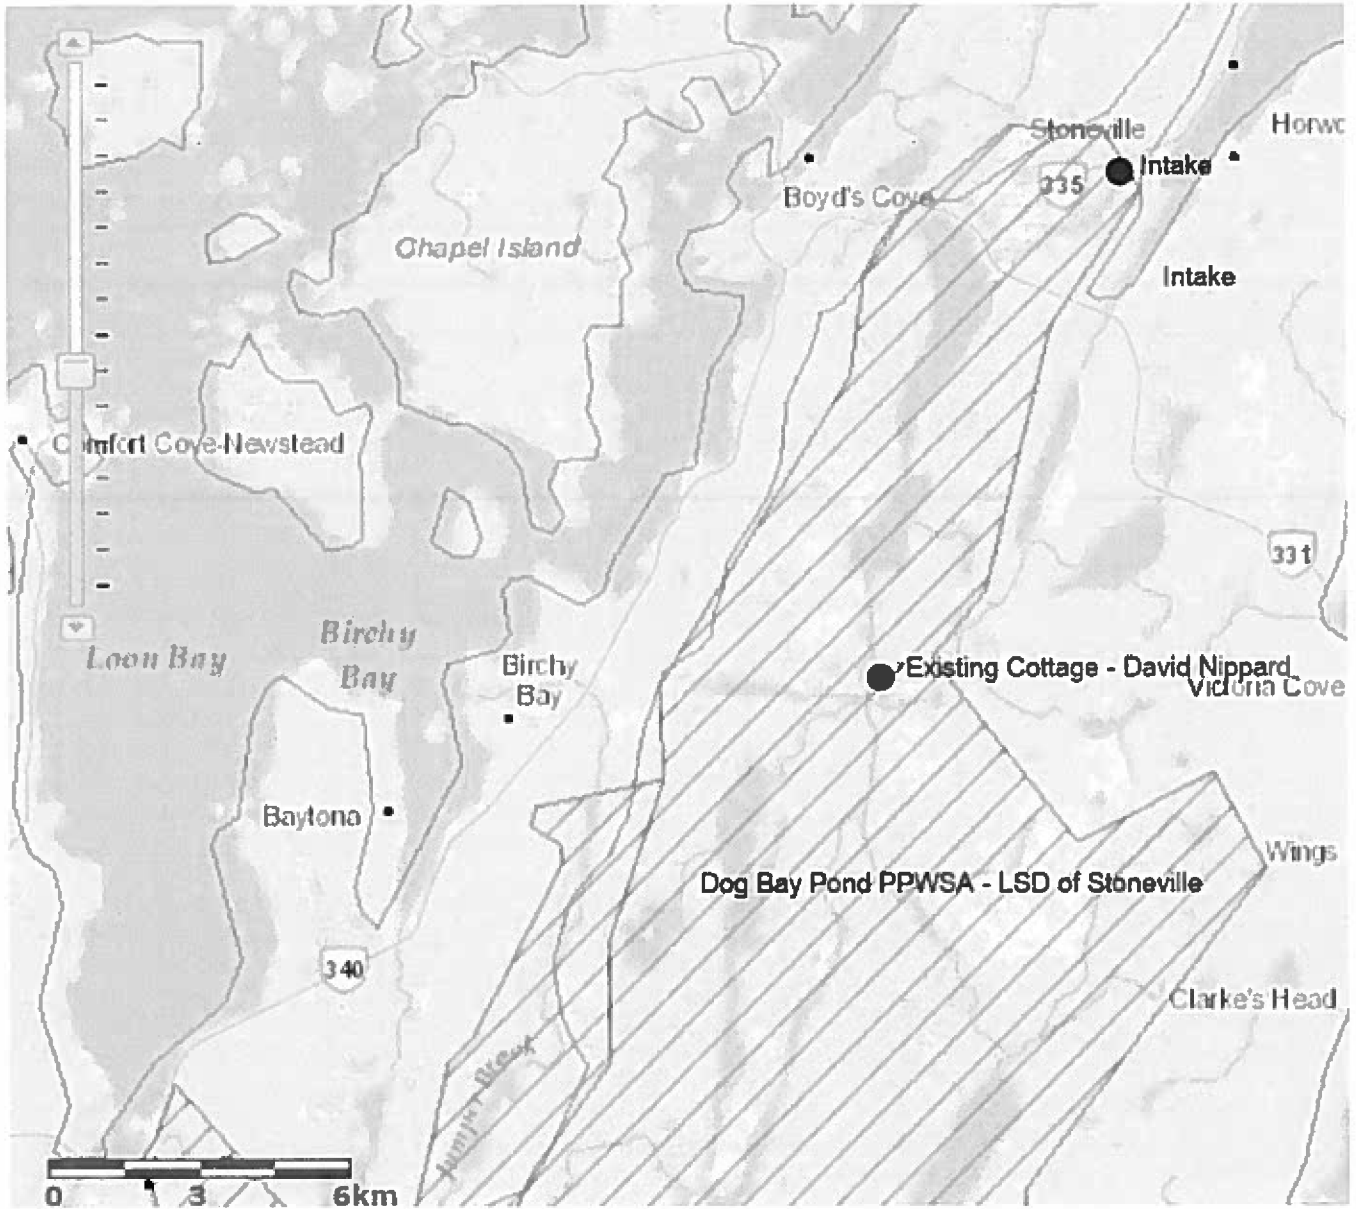 Stoneville
Horwo
Intake
335
Boyd's Cove
Chapel Island
Intake
Comfort Cove-Newstead
331
Birchy
Bay
Loon Bay
Birchy
Bay
Existing Cottage - David Nippard
Victoria Cove
Baytona
Wings
Dog Bay Pond PPWSA - LSD of Stoneville
340
Clarke's Head
Brook
0 3 6km